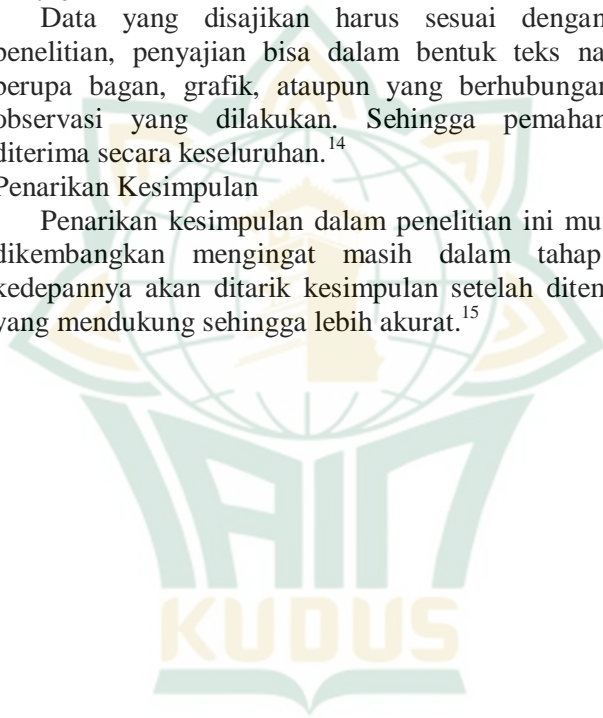 Data yang disajikan harus sesuai dengan
penelitian, penyajian bisa dalam bentuk teks na
berupa bagan, grafik, ataupun yang berhubungan
observasi yang dilakukan. Sehingga pemahan
diterima secara keseluruhan.14
Penarikan Kesimpulan
Penarikan kesimpulan dalam penelitian ini mu
dikembangkan mengingat masih dalam tahap
kedepannya akan ditarik kesimpulan setelah diten
yang mendukung sehingga lebih akurat.15
IAIN
KUDUS